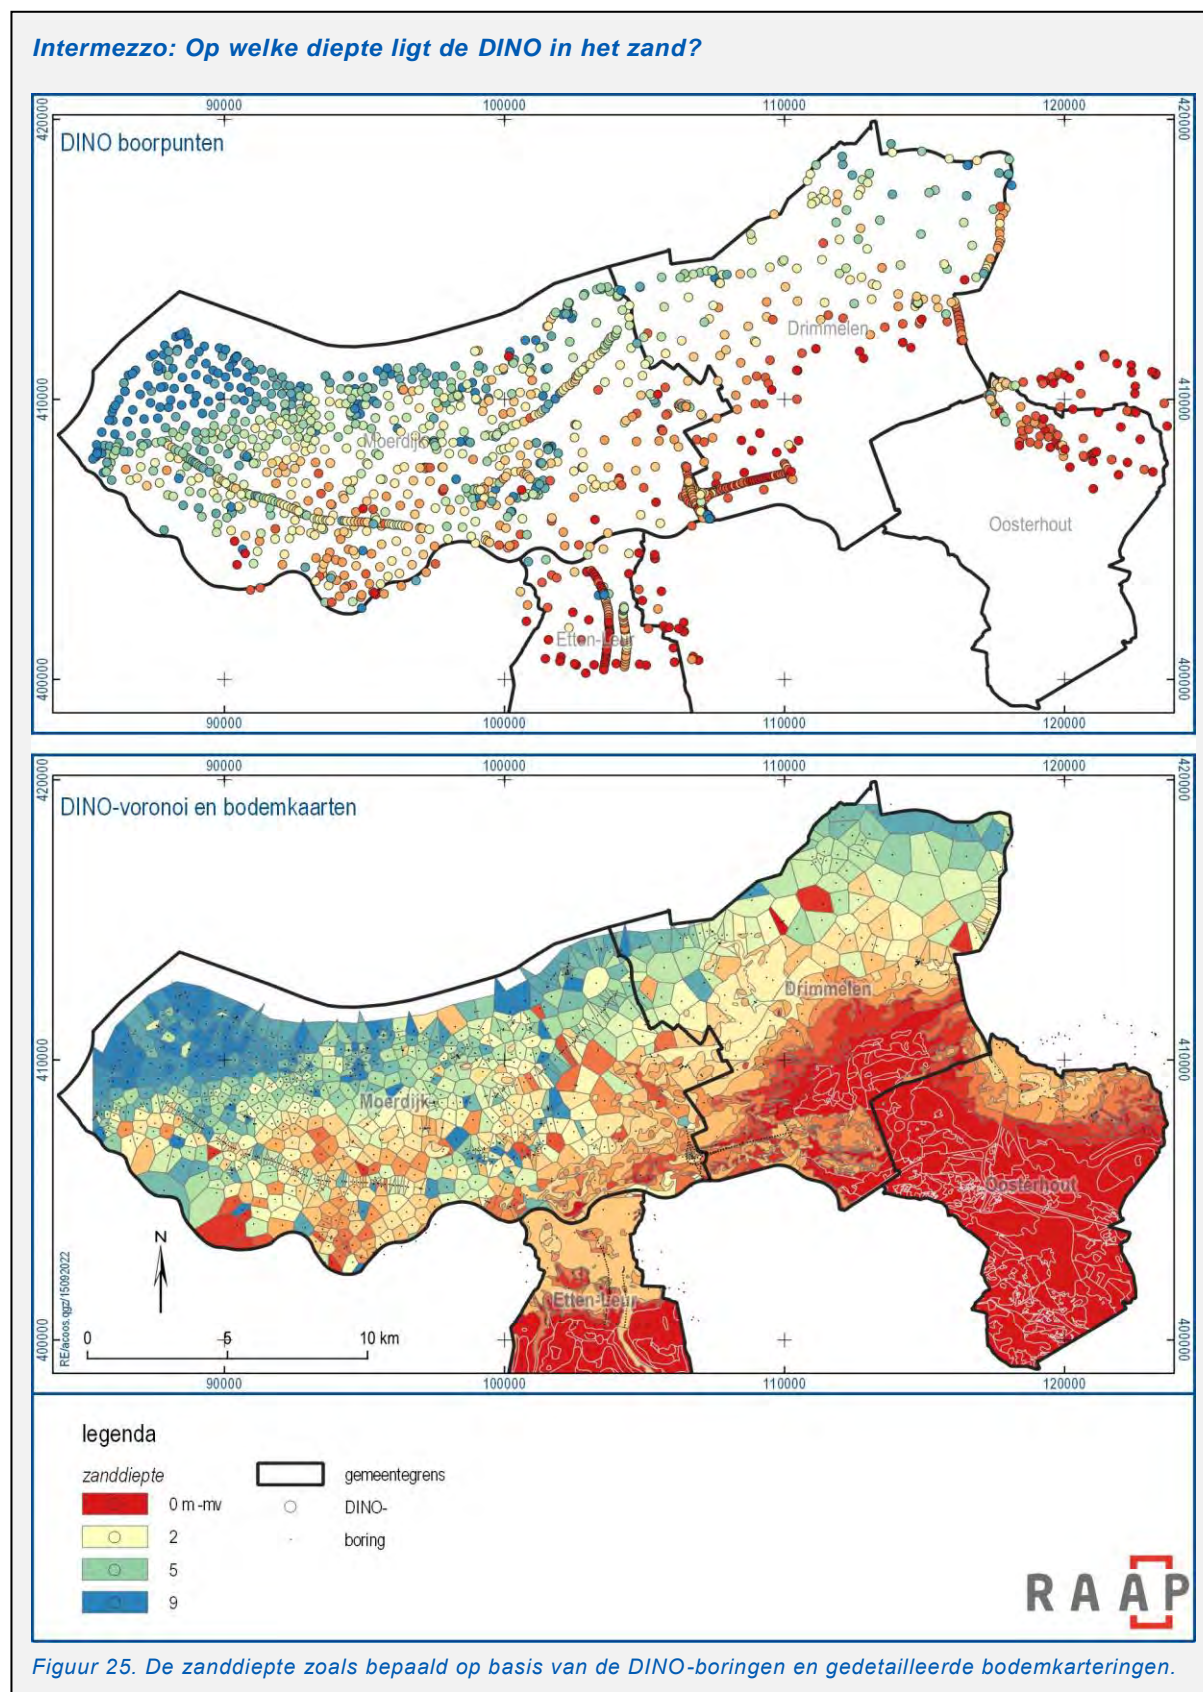 Intermezzo: Op welke diepte ligt de DINO in het zand?
90000 100000 110000 120000
420000 420000
DINO boorpunten
Drimmelen
410000 410000
Moerdijk
Oosterhout
Etten-Leur
400000 400000
90000 100000 110000 120000
90000 100000 110000 120000
420000 420000
DINO-voronoi en bodemkaarten
Drimmelen
410000 410000
Moerdijk
Oosterhout
N
Etten-Leur
RE/acoos.qgz/15092022
0 5 10 km
400000 400000
90000 100000 110000 120000
legenda
zanddiepte gemeentegrens
0 m -mv DINO-
2 boring
5
9
RAAP
Figuur 25. De zanddiepte zoals bepaald op basis van de DINO-boringen en gedetailleerde bodemkarteringen.